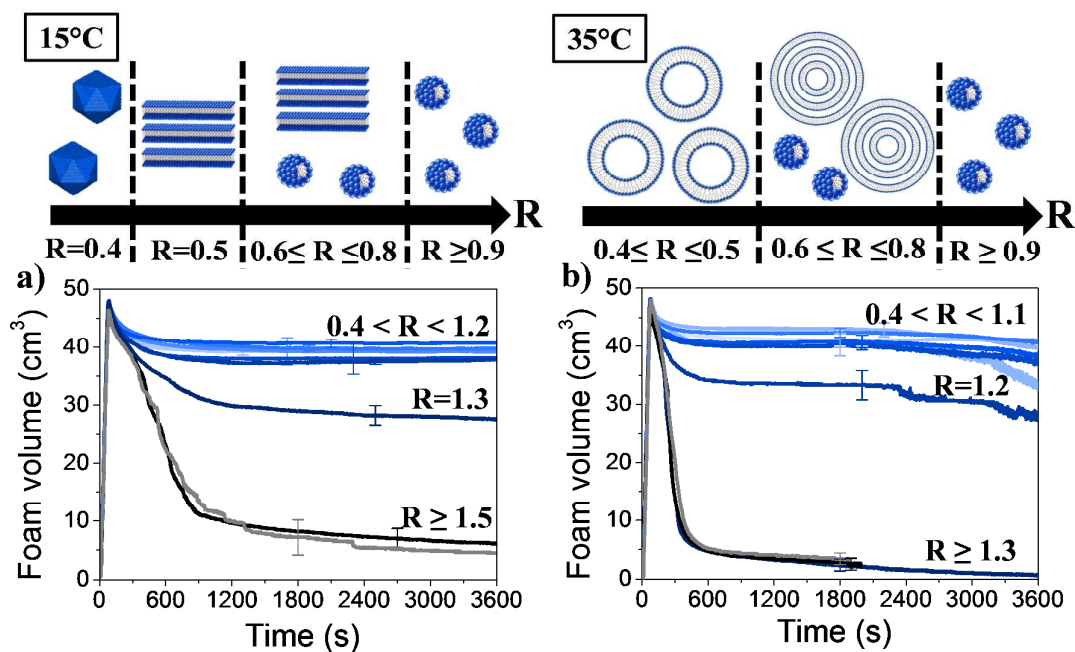 15°C
35°C
R
R=0.4 R=0.5 0.6≤ R ≤0.8 R ≥0.9
R
0.4≤ R ≤0.5 0.6≤ R ≤0.8 R ≥ 0.9
a)
Foam volume (cm³)
50
40
30
20
10
0
0.4 < R < 1.2
R=1.3
R ≥ 1.5
0 600 1200 1800 2400 3000 3600
Time (s)
b)
Foam volume (cm³)
50
40
30
20
10
0
0.4 < R < 1.1
R=1.2
R ≥ 1.3
0 600 1200 1800 2400 3000 3600
Time (s)